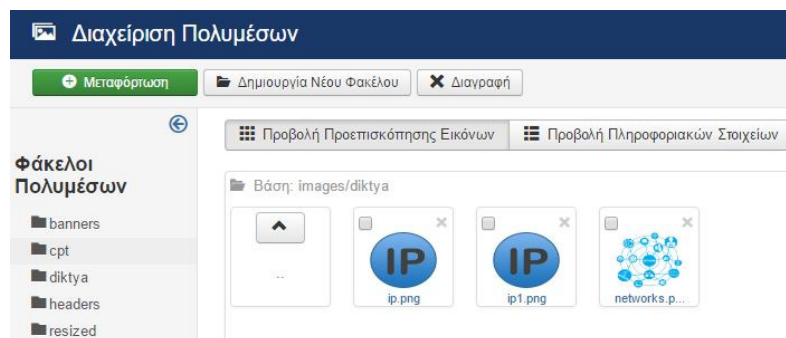 Διαχείριση Πολυμέσων
Μεταφόρτωση
Δημιουργία Νέου Φακέλου
Διαγραφή
Προβολή Προεπισκόπησης Εικόνων
Προβολή Πληροφοριακών Στοιχείων
Φάκελοι
Πολυμέσων
banners
cpt
diktya
headers
resized
Βάση: images/diktya
..
IP
ip.png
IP
ip1.png
networks.p...